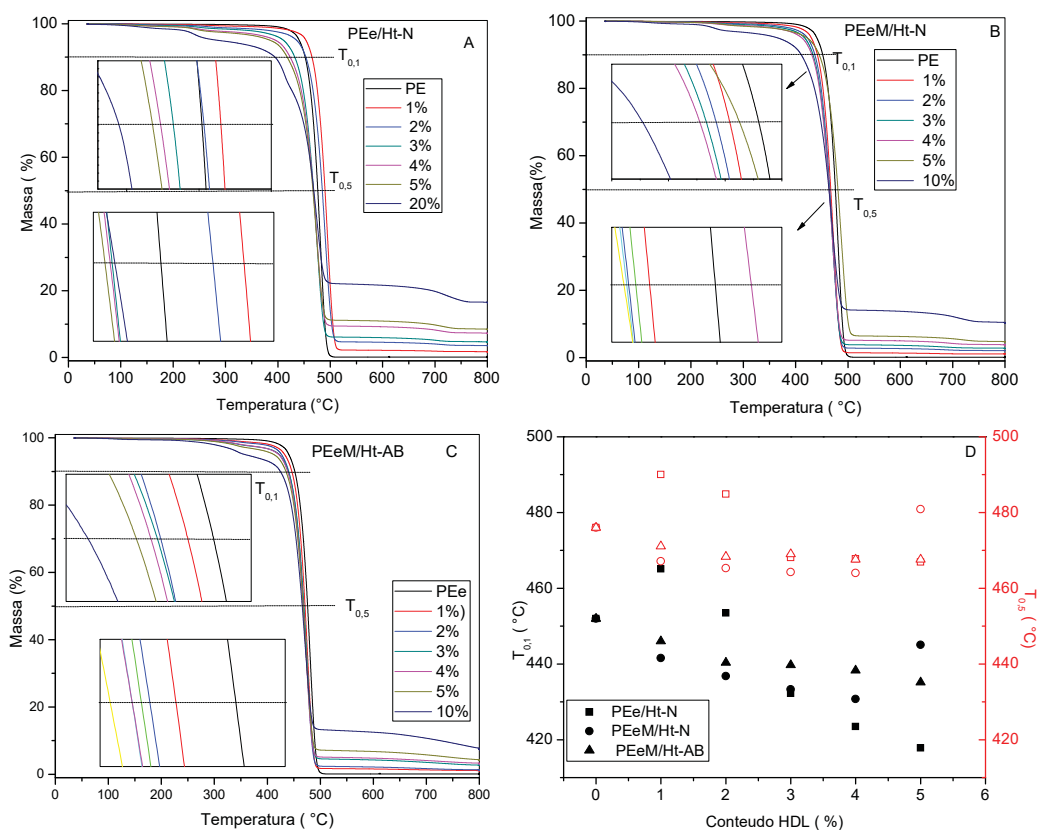 PEe/Ht-N
A
T0,1
T0,5
PE
1%
2%
3%
4%
5%
20%
Massa ( %)
100
80
60
40
20
0
0 100 200 300 400 500 600 700 800
Temperatura (°C)
PEeM/Ht-N
B
T0,1
T0,5
PE
1%
2%
3%
4%
5%
10%
Massa (%)
100
80
60
40
20
0
0 100 200 300 400 500 600 700 800
Temperatura (°C)
PEeM/Ht-AB
C
T0,1
T0,5
PEe
1%)
2%
3%
4%
5%
10%
Massa (%)
100
80
60
40
20
0
0 100 200 300 400 500 600 700 800
Temperatura (°C)
D
T0,1 (°C)
500
480
460
440
420
T0,5 (°C)
500
480
460
440
420
PEe/Ht-N
PEeM/Ht-N
PEeM/Ht-AB
0 1 2 3 4 5 6
Conteudo HDL ( %)